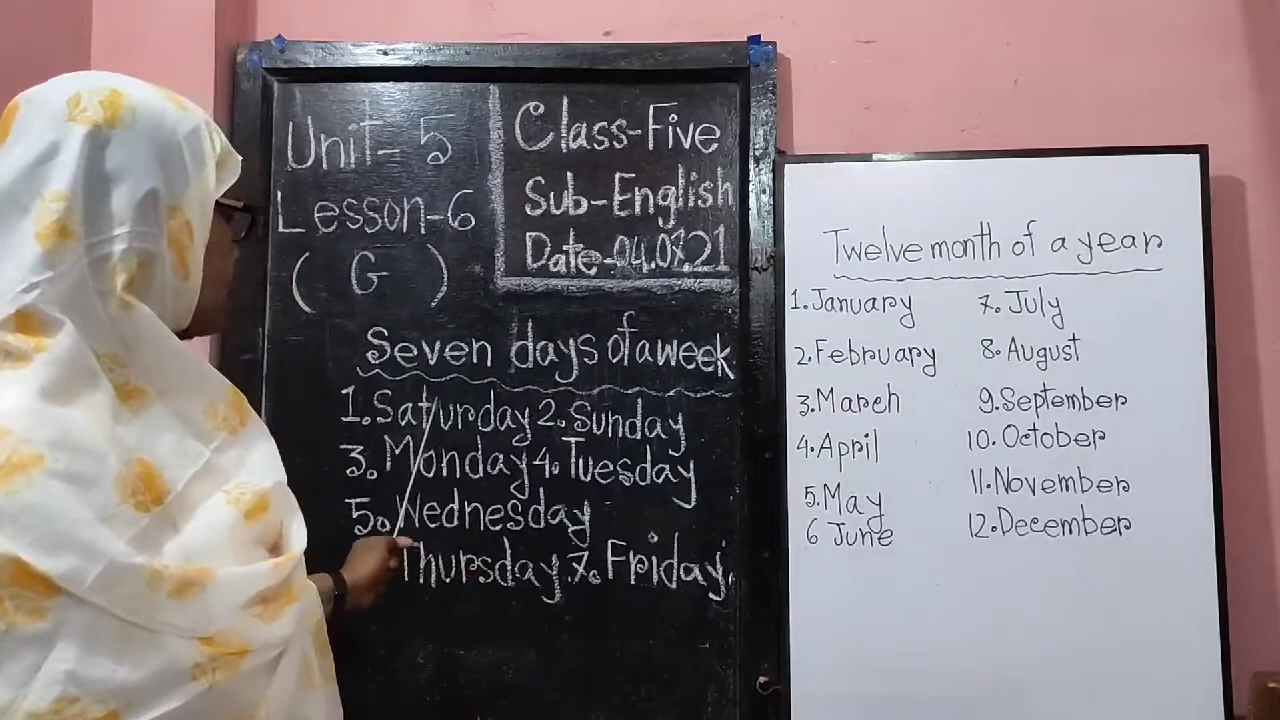 Unit- 5
Lesson-6
( G )
Class-Five
Sub-English
Date-04.07.21
Seven days of a week
1. Saturday 2. Sunday
3. Monday 4. Tuesday
5. Wednesday
Thursday 7. Friday.
Twelve month of a year
1. January
2. February
3. March
4. April
5. May
6 June
7. July
8. August
9. September
10. October
11. November
12. December